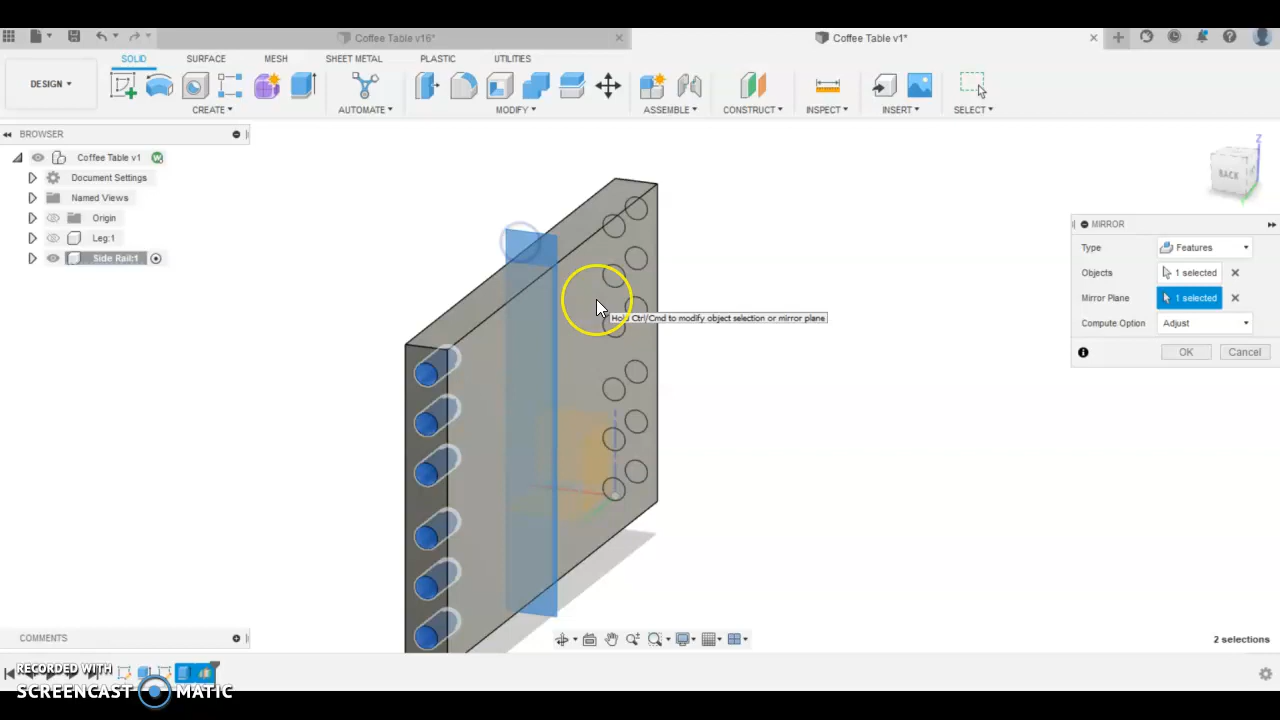 Coffee Table v16*
Coffee Table v1*
SOLID
SURFACE
MESH
SHEET METAL
PLASTIC
UTILITIES
DESIGN
CREATE
AUTOMATE
MODIFY
ASSEMBLE
CONSTRUCT
INSPECT
INSERT
SELECT
BROWSER
Coffee Table v1
Document Settings
Named Views
Origin
Leg:1
Side Rail:1
Z
BACK
MIRROR
Type
Features
Objects
1 selected
Mirror Plane
1 selected
Compute Option
Adjust
OK
Cancel
Hold Ctrl/Cmd to modify object selection or mirror plane
COMMENTS
2 selections
RECORDED WITH
SCREENCAST MATIC